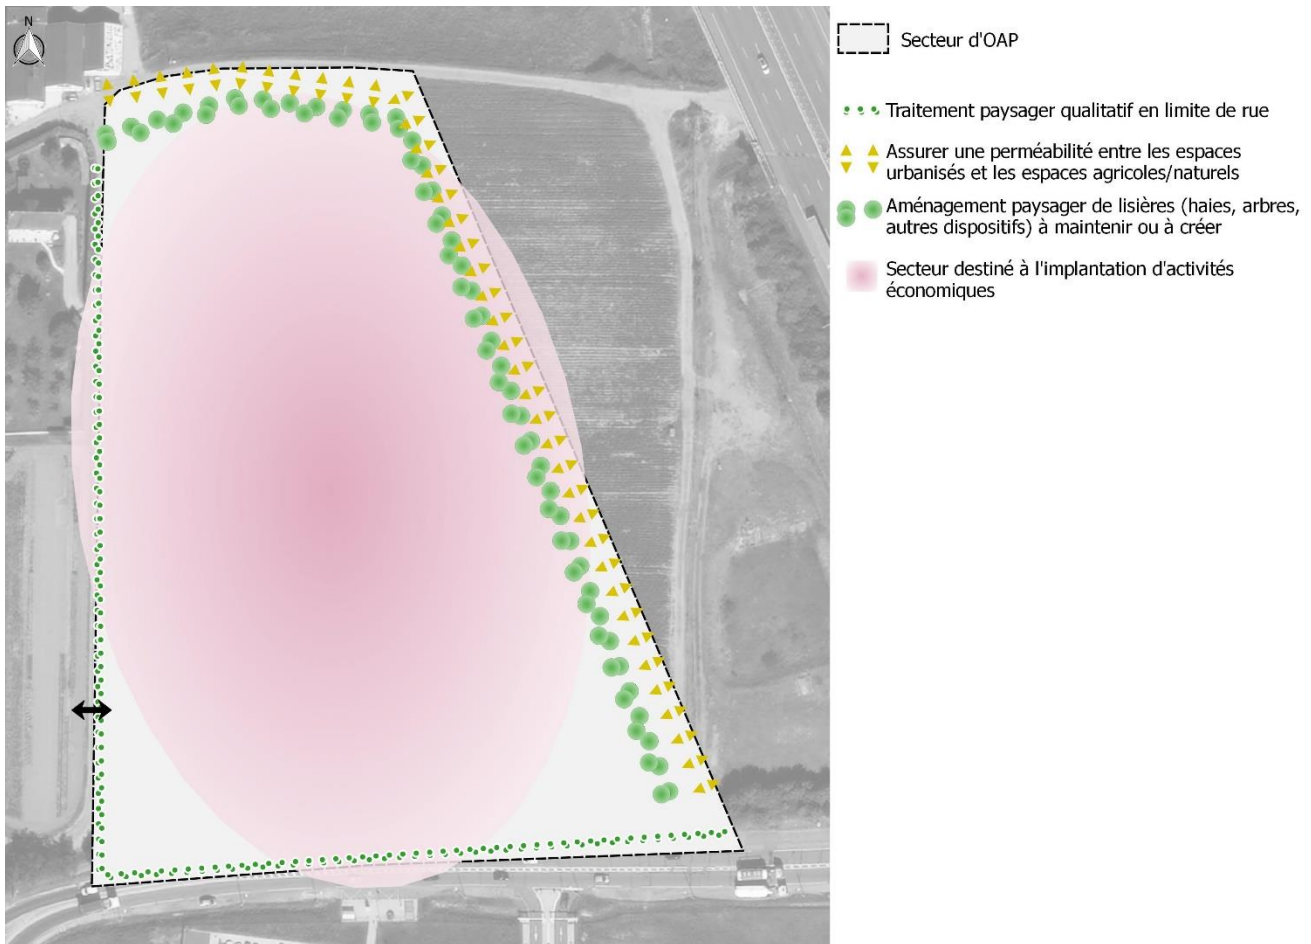 N
Secteur d'OAP
Traitement paysager qualitatif en limite de rue
Assurer une perméabilité entre les espaces
urbanisés et les espaces agricoles/naturels
Aménagement paysager de lisières (haies, arbres,
autres dispositifs) à maintenir ou à créer
Secteur destiné à l'implantation d'activités
économiques